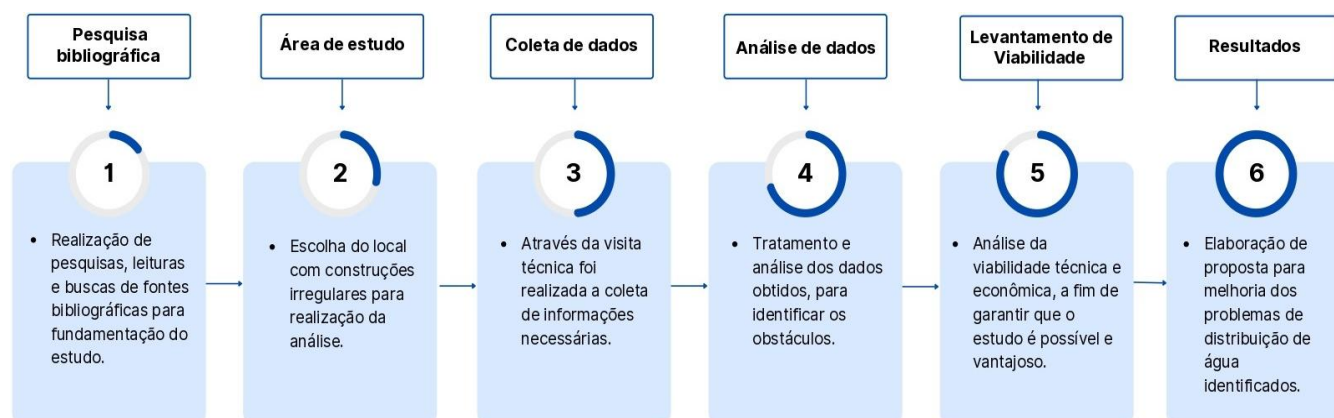 Pesquisa
bibliográfica
Área de estudo
Coleta de dados
Análise de dados
Levantamento de
Viabilidade
Resultados
1
2
3
4
5
6
• Realização de
pesquisas, leituras
e buscas de fontes
bibliográficas para
fundamentação do
estudo.
• Escolha do local
com construções
irregulares para
realização da
análise.
• Através da visita
técnica foi
realizada a coleta
de informações
necessárias.
• Tratamento e
análise dos dados
obtidos, para
identificar os
obstáculos.
• Análise da
viabilidade técnica e
econômica, a fim de
garantir que o
estudo é possível e
vantajoso.
• Elaboração de
proposta para
melhoria dos
problemas de
distribuição de
água
identificados.